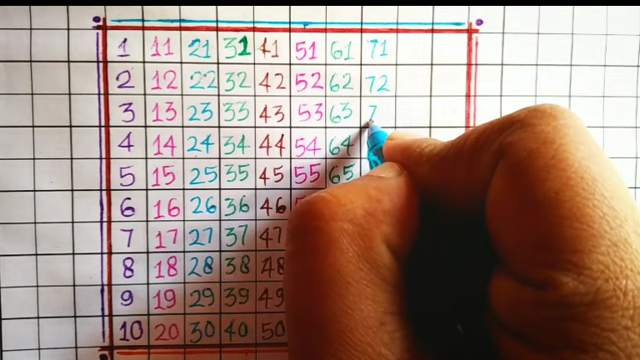 1 11 21 31 41 51 61 71
2 12 22 32 42 52 62 72
3 13 23 33 43 53 63 7
4 14 24 34 44 54 64
5 15 25 35 45 55 65
6 16 26 36 46
7 17 27 37 47
8 18 28 38 48
9 19 29 39 49
10 20 30 40 50